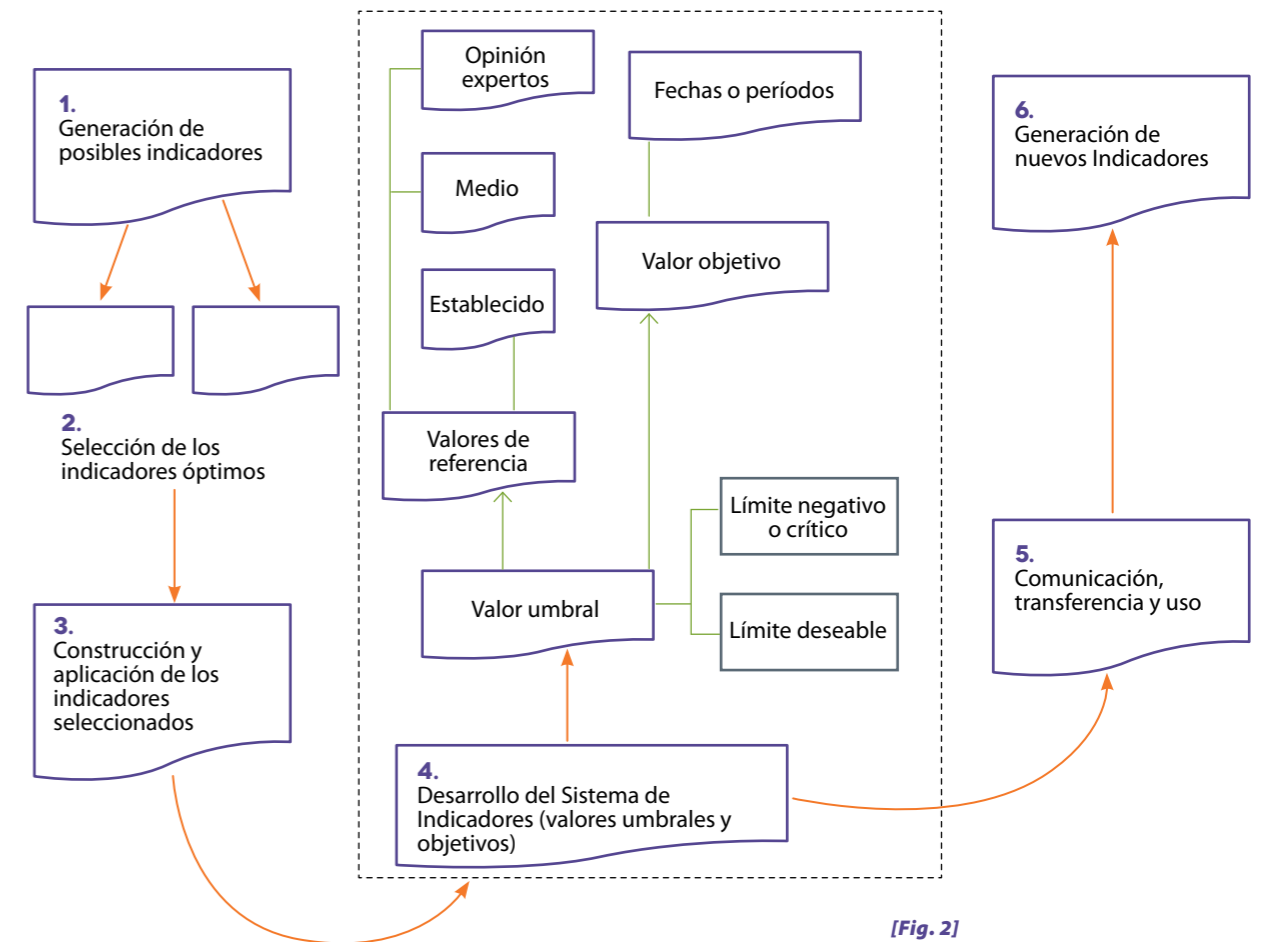 1.
Generación de
posibles indicadores
2.
Selección de los
indicadores óptimos
3.
Construcción y
aplicación de los
indicadores
seleccionados
Opinión
expertos
Fechas o períodos
Medio
Valor objetivo
Establecido
Valores de
referencia
Límite negativo
o crítico
Valor umbral
Límite deseable
4.
Desarrollo del Sistema de
Indicadores (valores umbrales y
objetivos)
6.
Generación de
nuevos Indicadores
5.
Comunicación,
transferencia y uso
[Fig. 2]